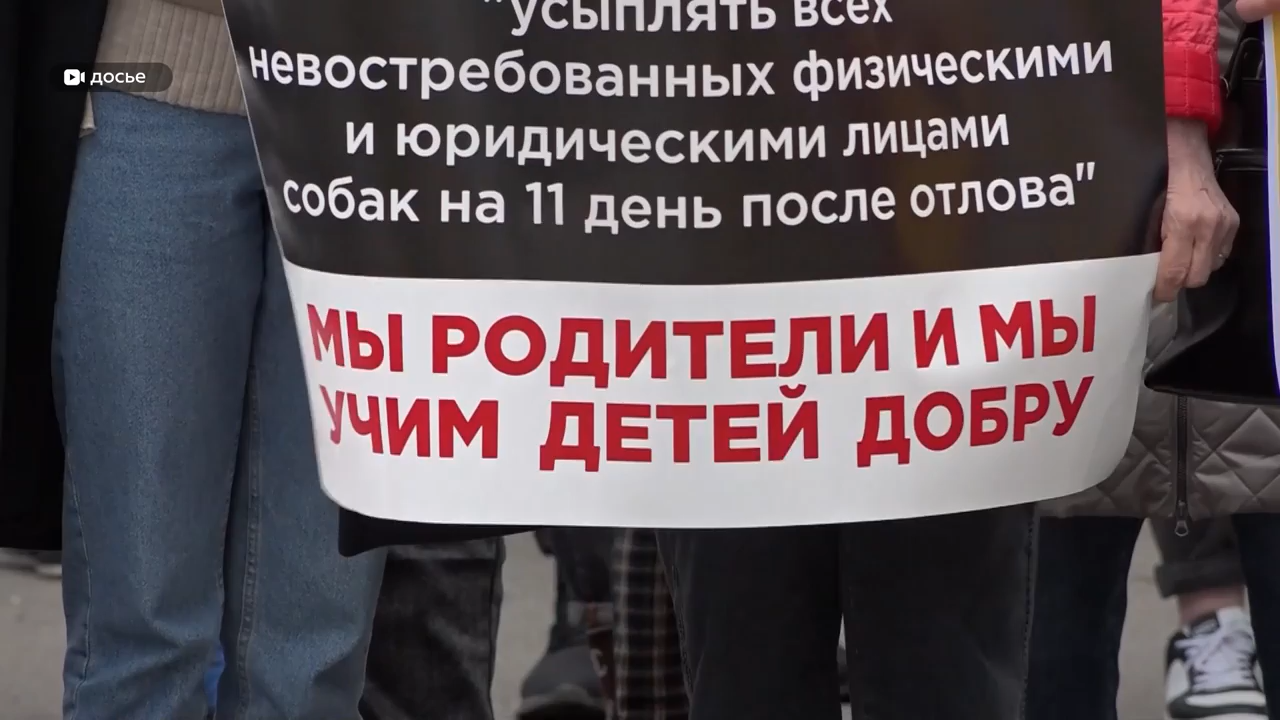 досье
"усыплять всех
невостребованных физическими
и юридическими лицами
собак на 11 день после отлова"
МЫ РОДИТЕЛИ И МЫ
УЧИМ ДЕТЕЙ ДОБРУ